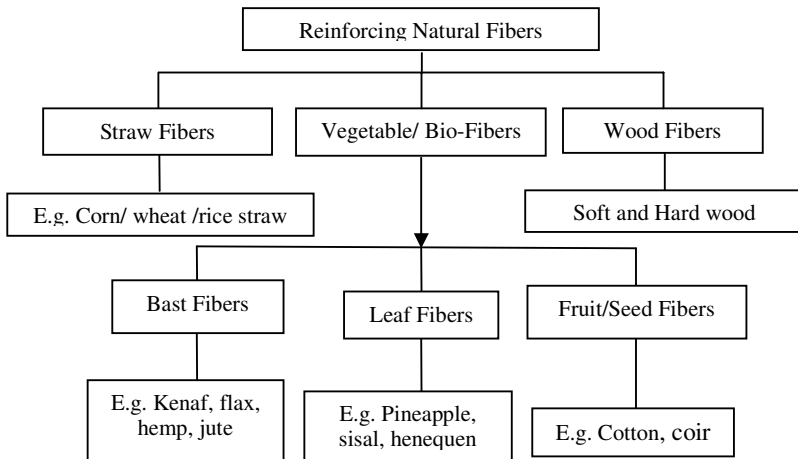 Reinforcing Natural Fibers
Straw Fibers
Vegetable/ Bio-Fibers
Wood Fibers
E.g. Corn/ wheat /rice straw
Soft and Hard wood
Bast Fibers
Leaf Fibers
Fruit/Seed Fibers
E.g. Kenaf, flax,
hemp, jute
E.g. Pineapple,
sisal, henequen
E.g. Cotton, coir